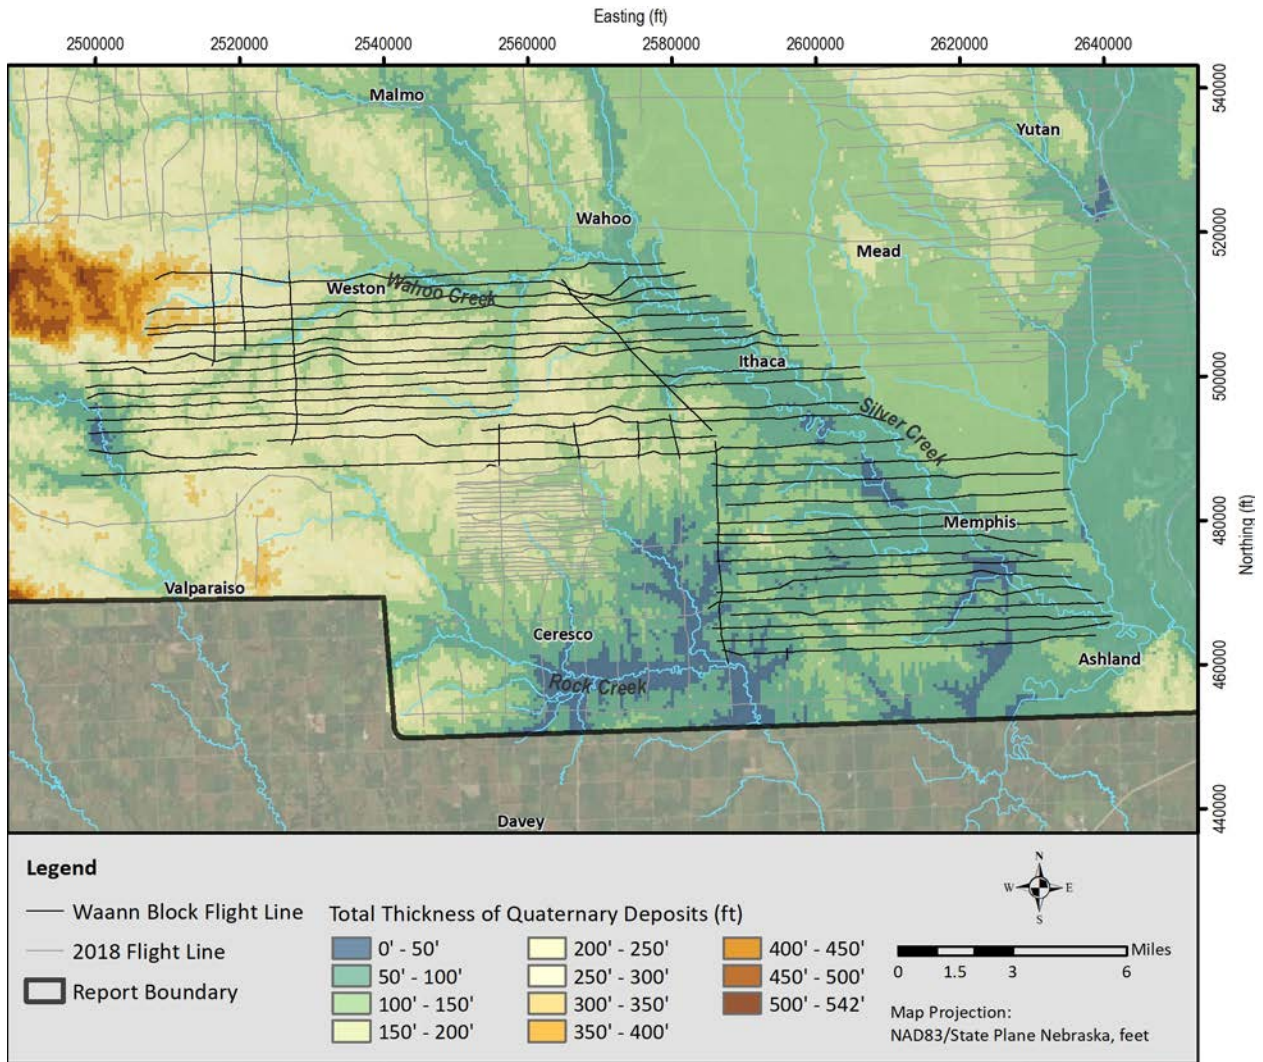 Easting (ft)
2500000 2520000 2540000 2560000 2580000 2600000 2620000 2640000
540000
520000
500000
480000
460000
440000
Northing (ft)
Malmo
Yutan
Wahoo
Mead
Weston
Wahoo Creek
Ithaca
Silver Creek
Memphis
Valparaiso
Ceresco
Ashland
Rock Creek
Davey
Legend
Waann Block Flight Line
2018 Flight Line
Report Boundary
Total Thickness of Quaternary Deposits (ft)
0' - 50'
50' - 100'
100' - 150'
150' - 200'
200' - 250'
250' - 300'
300' - 350'
350' - 400'
400' - 450'
450' - 500'
500' - 542'
N
W E
S
Miles
0 1.5 3 6
Map Projection:
NAD83/State Plane Nebraska, feet